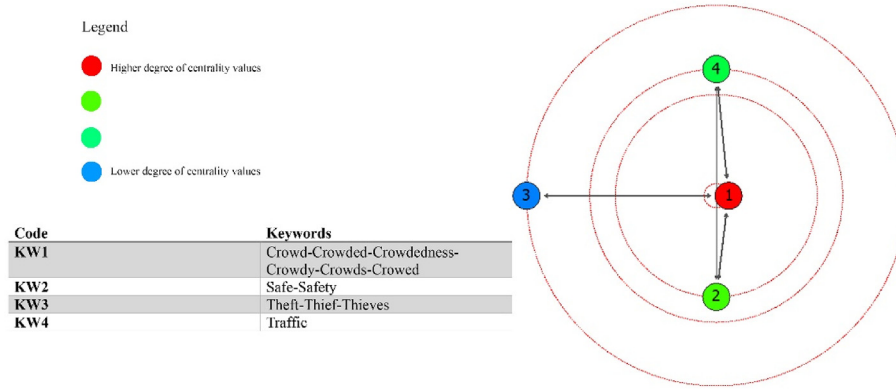 Legend
Higher degree of centrality values
Lower degree of centrality values
Code Keywords
KW1 Crowd-Crowded-Crowdedness-
Crowdy-Crowds-Crowed
KW2 Safe-Safety
KW3 Theft-Thief-Thieves
KW4 Traffic
4
3
1
2